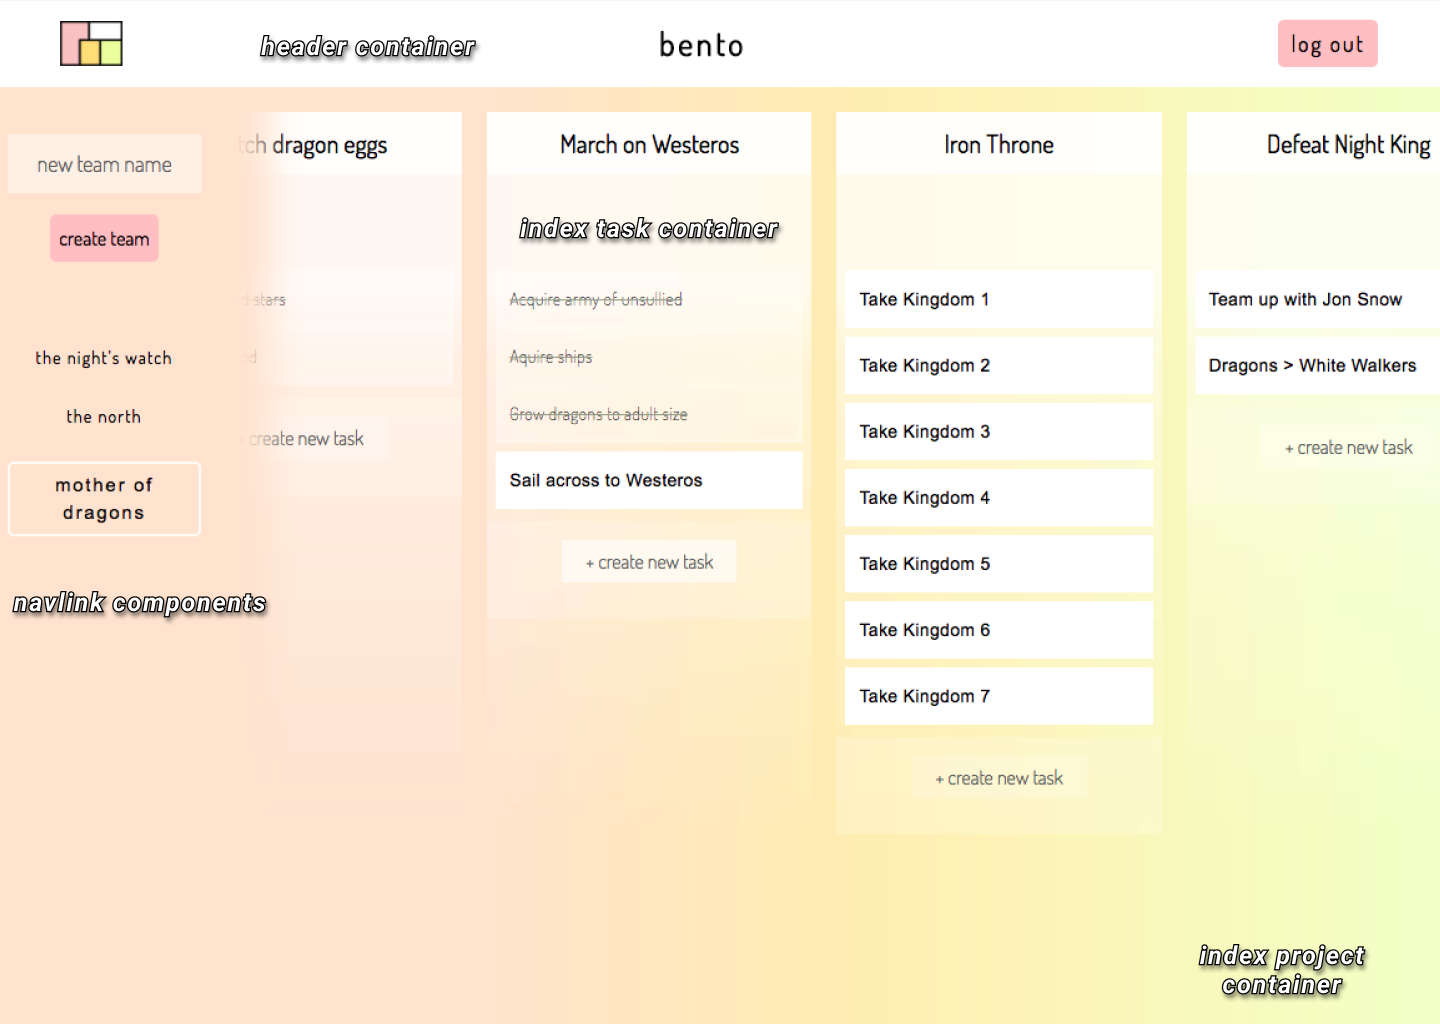 header container
bento
log out
new team name
create team
the night's watch
the north
mother of
dragons
navlink components
tch dragon eggs
d stars
ed
create new task
March on Westeros
index task container
Acquire army of unsullied
Aquire ships
Grow dragons to adult size
Sail across to Westeros
+ create new task
Iron Throne
Take Kingdom 1
Take Kingdom 2
Take Kingdom 3
Take Kingdom 4
Take Kingdom 5
Take Kingdom 6
Take Kingdom 7
+ create new task
Defeat Night King
Team up with Jon Snow
Dragons > White Walkers
+ create new task
index project
container